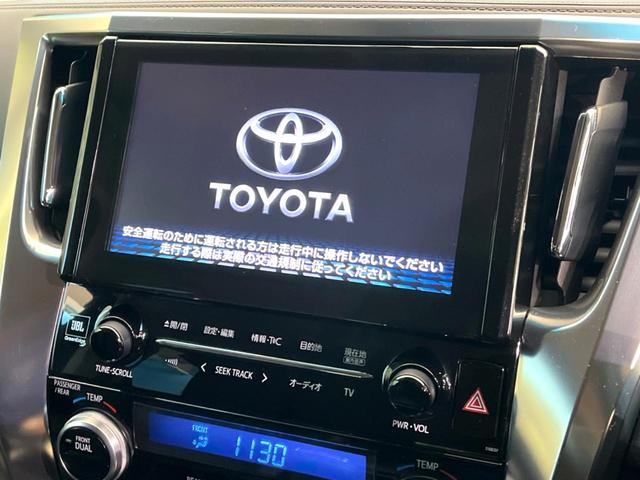 TOYOTA
安全運転のために運転される方は走行中に操作しないでください
走行する際は実際の交通規制に従ってください
JBL
GreenEdge
⏏開/閉 設定・編集 情報・T•C 目的地 現在地
TUNE・SCROLL
< SEEK TRACK > オーディオ TV
PWR・VOL
PASSENGER
/REAR
TEMP
FRONT
DUAL
FRONT
1130
TEMP